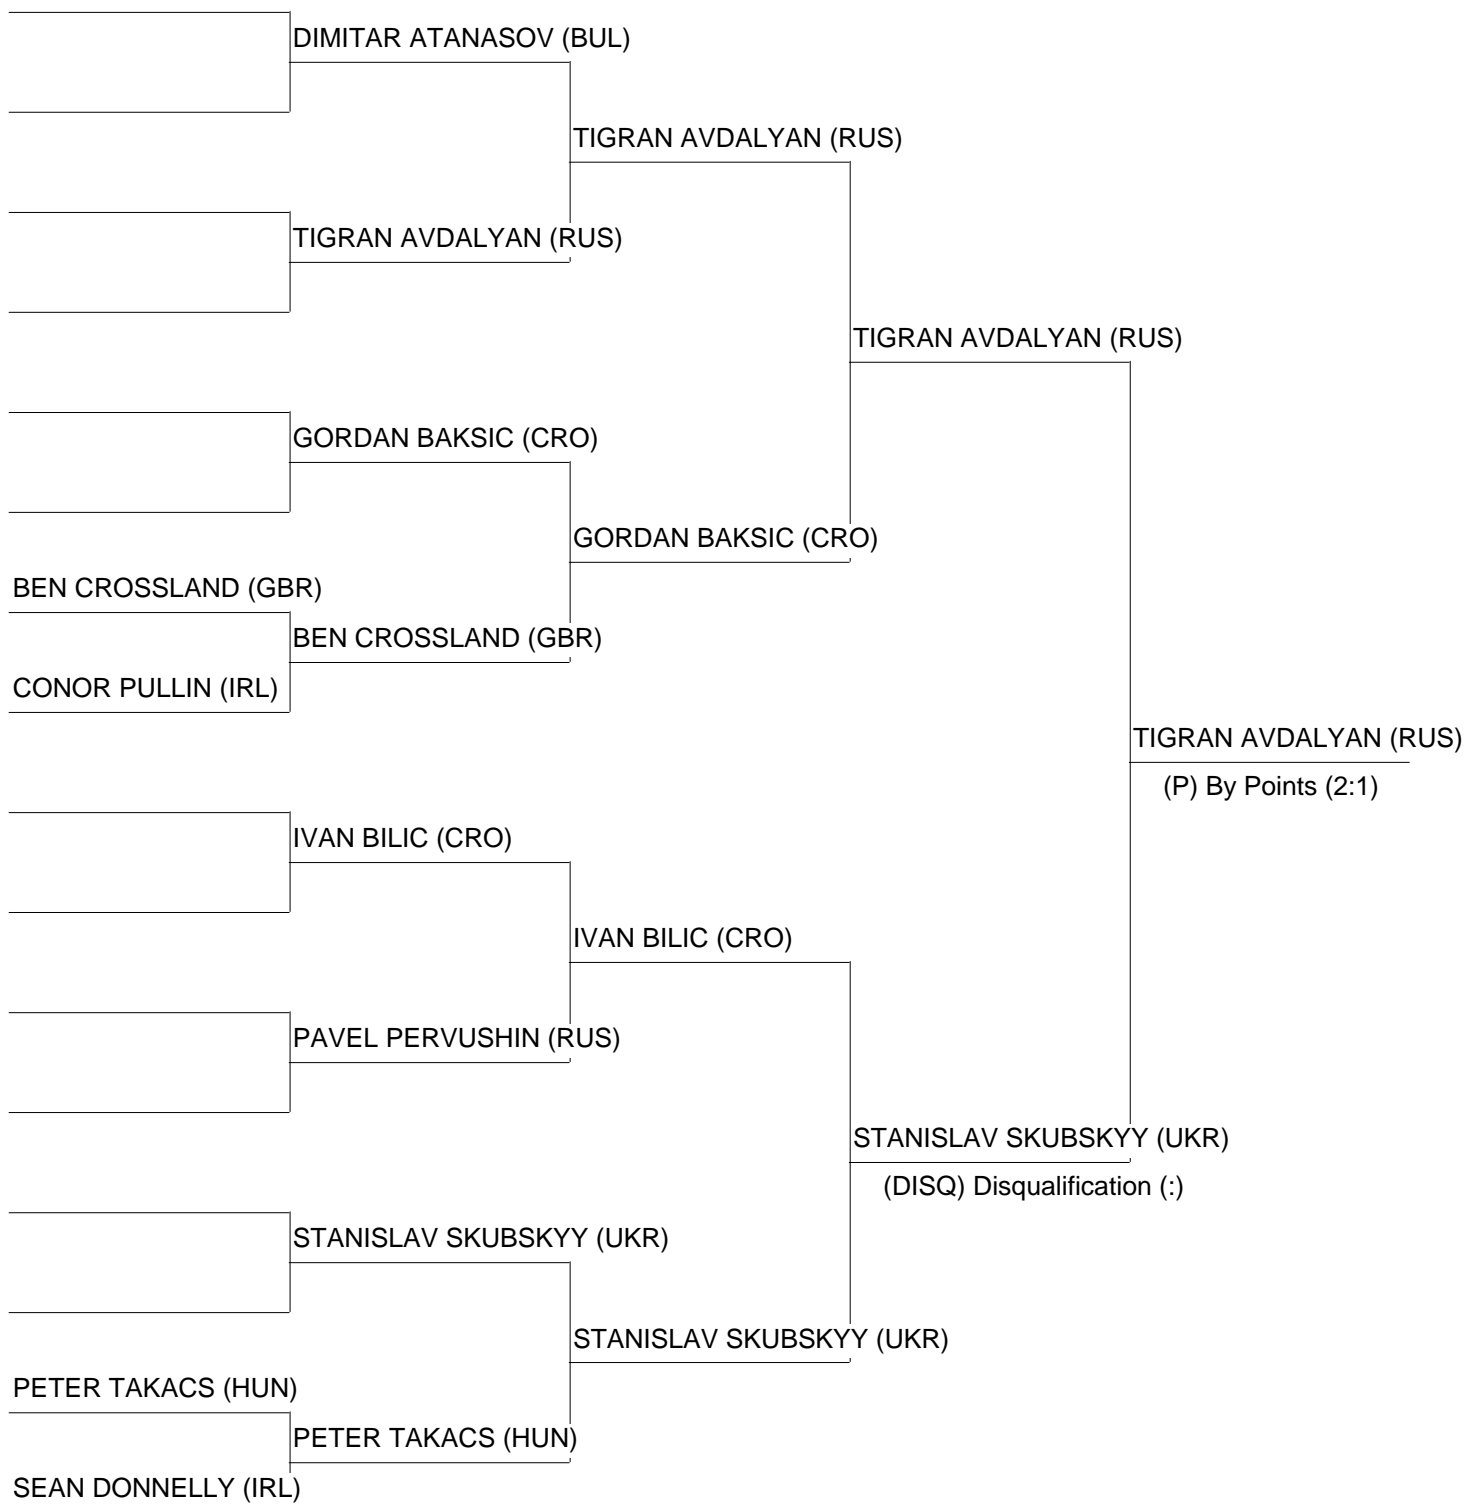 DIMITAR ATANASOV (BUL)
TIGRAN AVDALYAN (RUS)
TIGRAN AVDALYAN (RUS)
TIGRAN AVDALYAN (RUS)
GORDAN BAKSIC (CRO)
GORDAN BAKSIC (CRO)
BEN CROSSLAND (GBR)
BEN CROSSLAND (GBR)
CONOR PULLIN (IRL)
TIGRAN AVDALYAN (RUS)
(P) By Points (2:1)
IVAN BILIC (CRO)
IVAN BILIC (CRO)
PAVEL PERVUSHIN (RUS)
STANISLAV SKUBSKYY (UKR)
(DISQ) Disqualification (:)
STANISLAV SKUBSKYY (UKR)
STANISLAV SKUBSKYY (UKR)
PETER TAKACS (HUN)
PETER TAKACS (HUN)
SEAN DONNELLY (IRL)